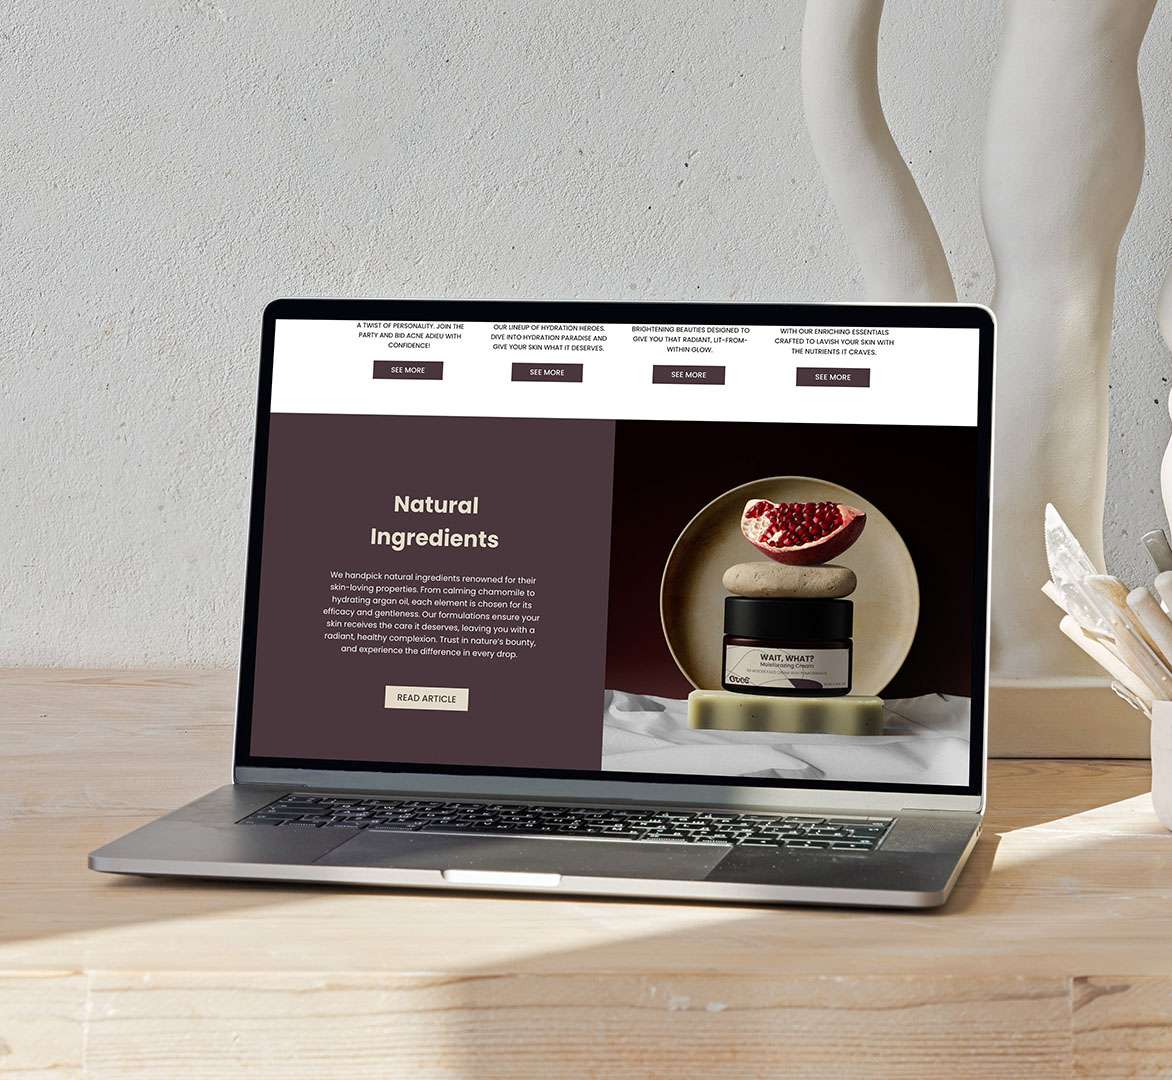 A TWIST OF PERSONALITY. JOIN THE
PARTY AND BID ACNE ADIEU WITH
CONFIDENCE!
SEE MORE
OUR LINEUP OF HYDRATION HEROES.
DIVE INTO HYDRATION PARADISE AND
GIVE YOUR SKIN WHAT IT DESERVES.
SEE MORE
BRIGHTENING BEAUTIES DESIGNED TO
GIVE YOU THAT RADIANT, LIT-FROM-
WITHIN GLOW.
SEE MORE
WITH OUR ENRICHING ESSENTIALS
CRAFTED TO LAVISH YOUR SKIN WITH
THE NUTRIENTS IT CRAVES.
SEE MORE
Natural
Ingredients
We handpick natural ingredients renowned for their
skin-loving properties. From calming chamomile to
hydrating argan oil, each element is chosen for its
efficacy and gentleness. Our formulations ensure your
skin receives the care it deserves, leaving you with a
radiant, healthy complexion. Trust in nature's bounty,
and experience the difference in every drop.
READ ARTICLE
WAIT, WHAT?
Moisturizing Cream